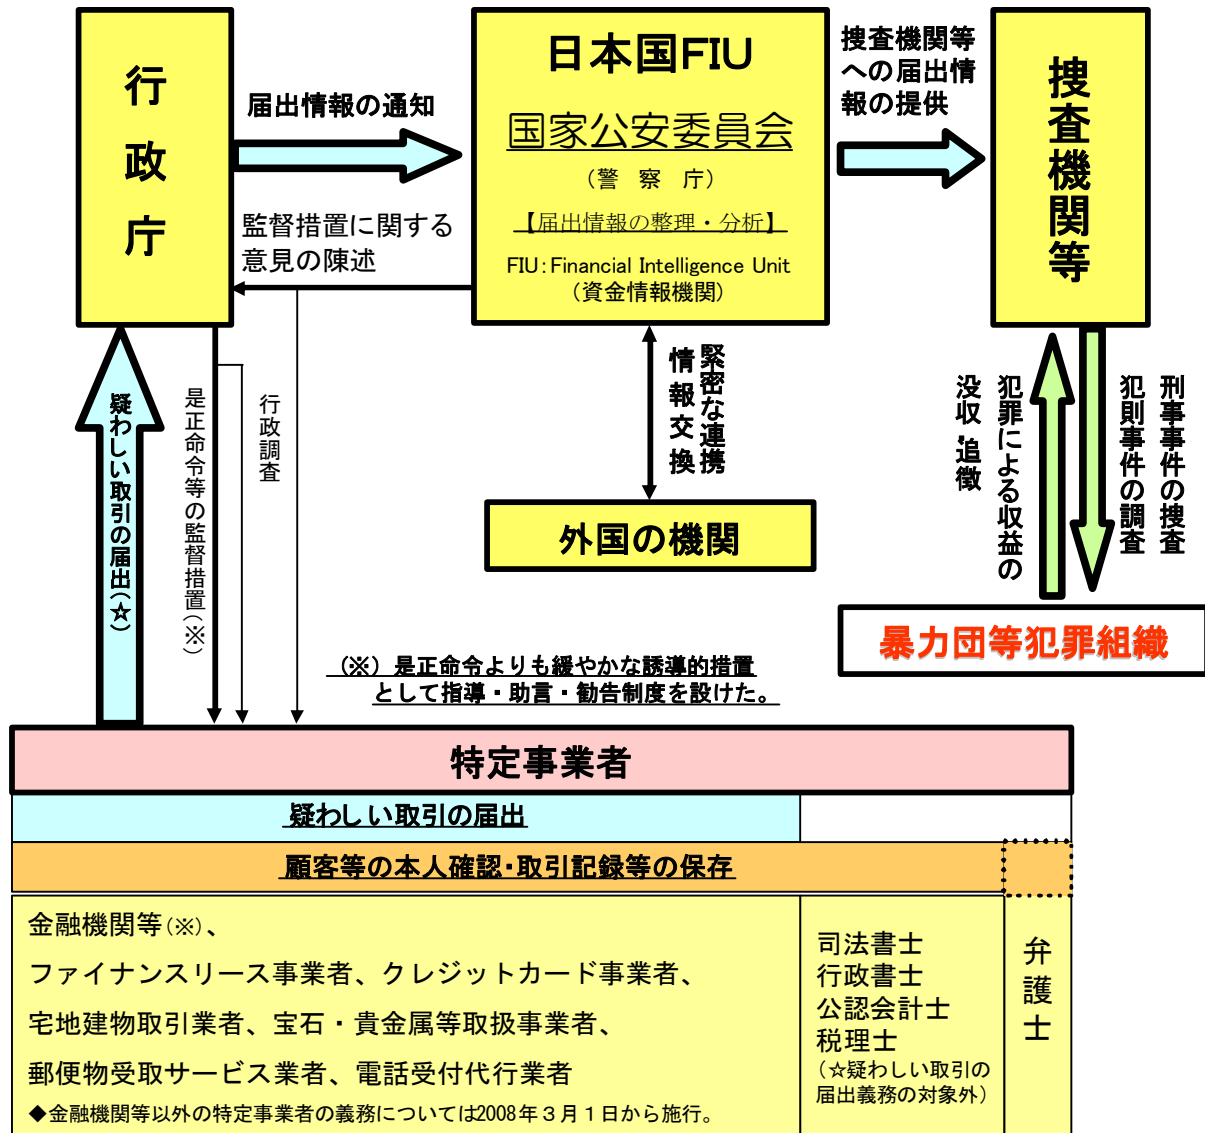 行政庁
届出情報の通知
監督措置に関する
意見の陳述
日本国FIU
国家公安委員会
（警 察 庁）
【届出情報の整理・分析】
FIU：Financial Intelligence Unit
（資金情報機関）
捜査機関等
への届出情
報の提供
捜査機関等
疑わしい取引の届出(☆)
是正命令等の監督措置(※)
行政調査
緊密な連携
情報交換
外国の機関
犯罪による収益の
没収・追徴
刑事事件の捜査
犯則事件の調査
暴力団等犯罪組織
（※）是正命令よりも緩やかな誘導的措置
として指導・助言・勧告制度を設けた。
特定事業者
疑わしい取引の届出
顧客等の本人確認・取引記録等の保存
金融機関等(※)、
ファイナンスリース事業者、クレジットカード事業者、
宅地建物取引業者、宝石・貴金属等取扱事業者、
郵便物受取サービス業者、電話受付代行業者
◆金融機関等以外の特定事業者の義務については2008年３月１日から施行。
司法書士
行政書士
公認会計士
税理士
（☆疑わしい取引の
届出義務の対象外）
弁護士